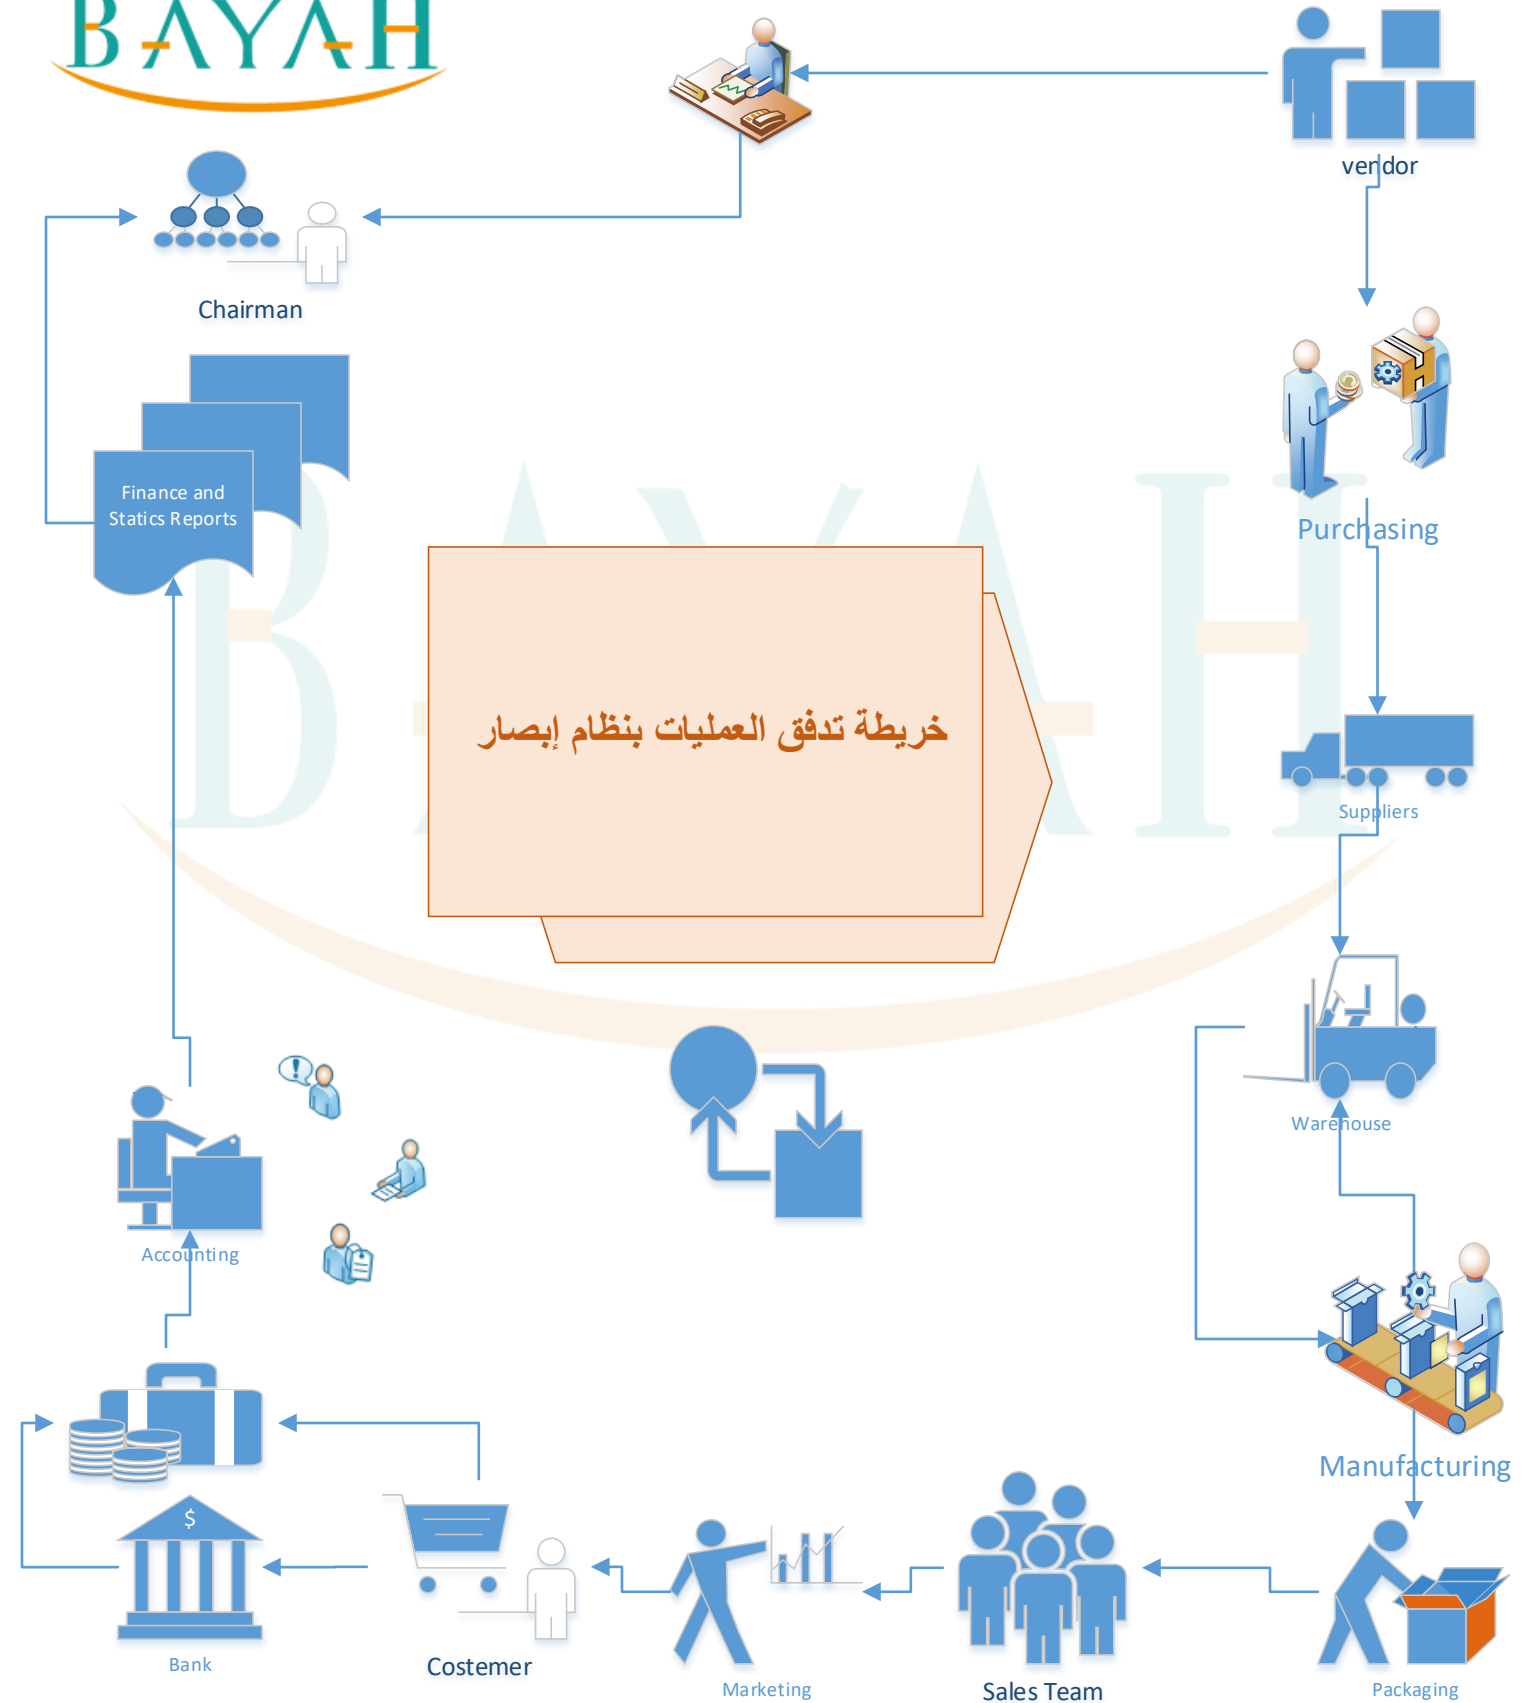 BAYAH
vendor
Chairman
Finance and
Statics Reports
Purchasing
BAYAH
خريطة تدفق العمليات بنظام إبصار
Suppliers
Warehouse
Accounting
Manufacturing
$
Bank
Costemer
Marketing
Sales Team
Packaging